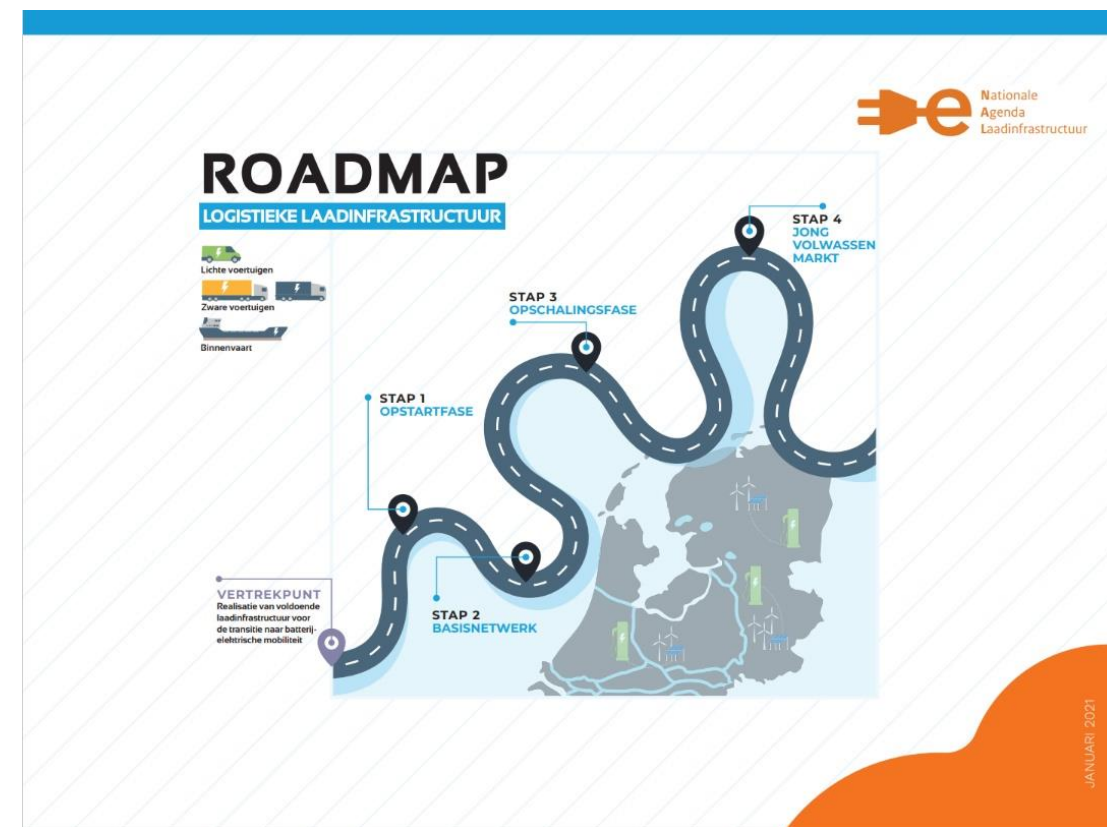 Nationale
Agenda
Laadinfrastructuur
ROADMAP
LOGISTIEKE LAADINFRASTRUCTUUR
Lichte voertuigen
Zware voertuigen
Binnenvaart
STAP 4
JONG
VOLWASSEN
MARKT
STAP 3
OPSCHALINGSFASE
STAP 1
OPSTARTFASE
STAP 2
BASISNETWERK
VERTREKPUNT
Realisatie van voldoende
laadinfrastructuur voor
de transitie naar batterij-
elektrische mobiliteit
JANUARI 2021